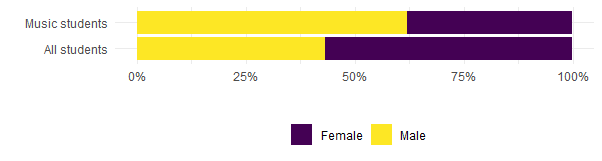 Music students
All students
0% 25% 50% 75% 100%
Female Male